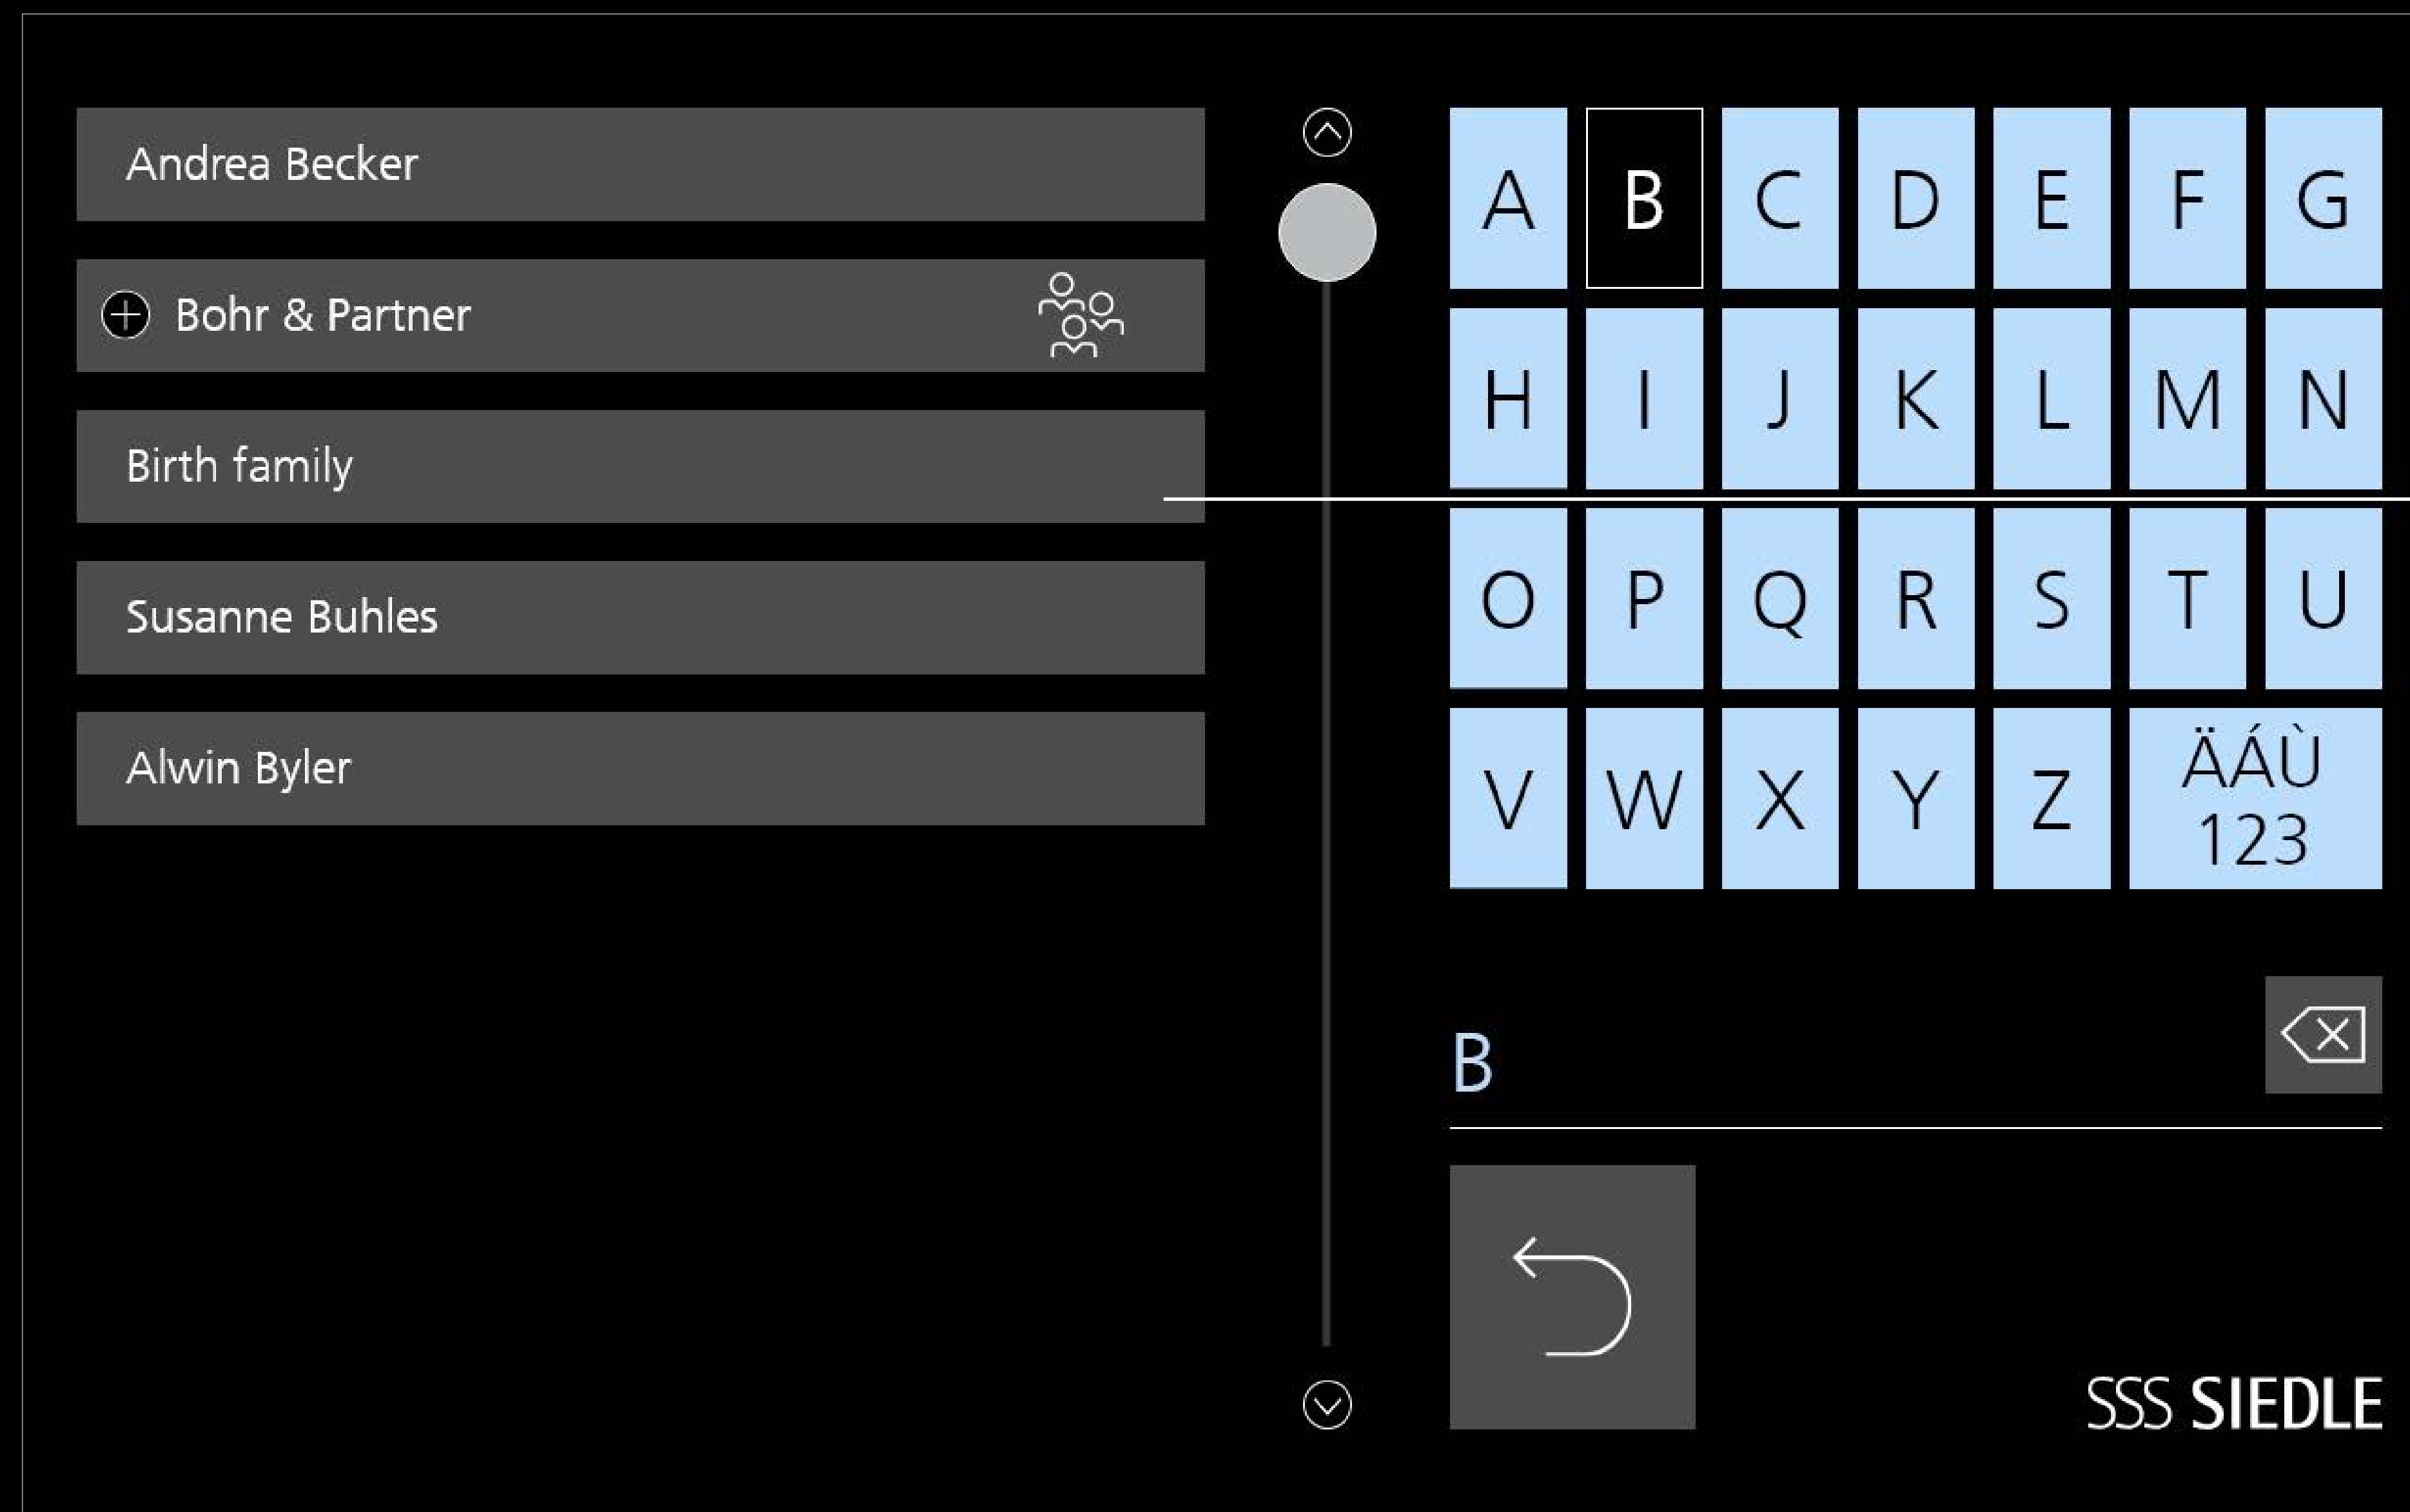 Andrea Becker
Bohr & Partner
Birth family
Susanne Buhles
Alwin Byler
A B C D E F G
H I J K L M N
O P Q R S T U
V W X Y Z ÄÁÙ
123
B
SSS SIEDLE